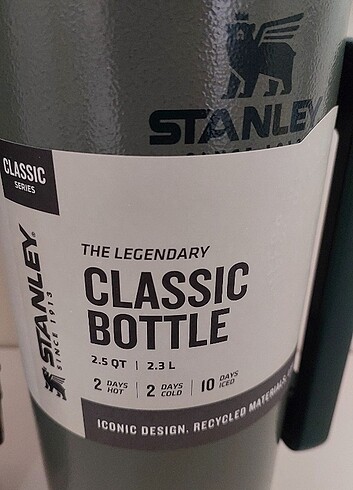 STANLEY
CLASSIC
SERIES
STANLEY®
SINCE 1913
THE LEGENDARY
CLASSIC
BOTTLE
2.5 QT | 2.3 L
2 DAYS HOT | 2 DAYS COLD | 10 DAYS ICED
ICONIC DESIGN. RECYCLED MATERIALS.